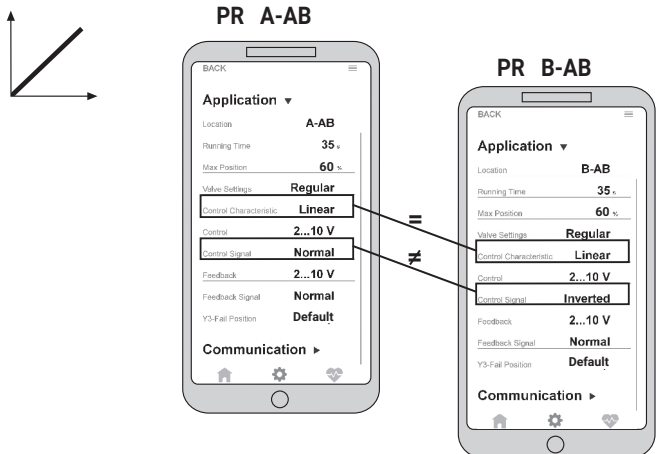 PR A-AB
BACK
Application ▼
Location A-AB
Running Time 35 s
Max Position 60 %
Valve Settings Regular
Control Characteristic Linear
Control 2...10 V
Control Signal Normal
Feedback 2...10 V
Feedback Signal Normal
Y3-Fail Position Default
Communication ►
=
≠
PR B-AB
BACK
Application ▼
Location B-AB
Running Time 35 s
Max Position 60 %
Valve Settings Regular
Control Characteristic Linear
Control 2...10 V
Control Signal Inverted
Feedback 2...10 V
Feedback Signal Normal
Y3-Fail Position Default
Communication ►